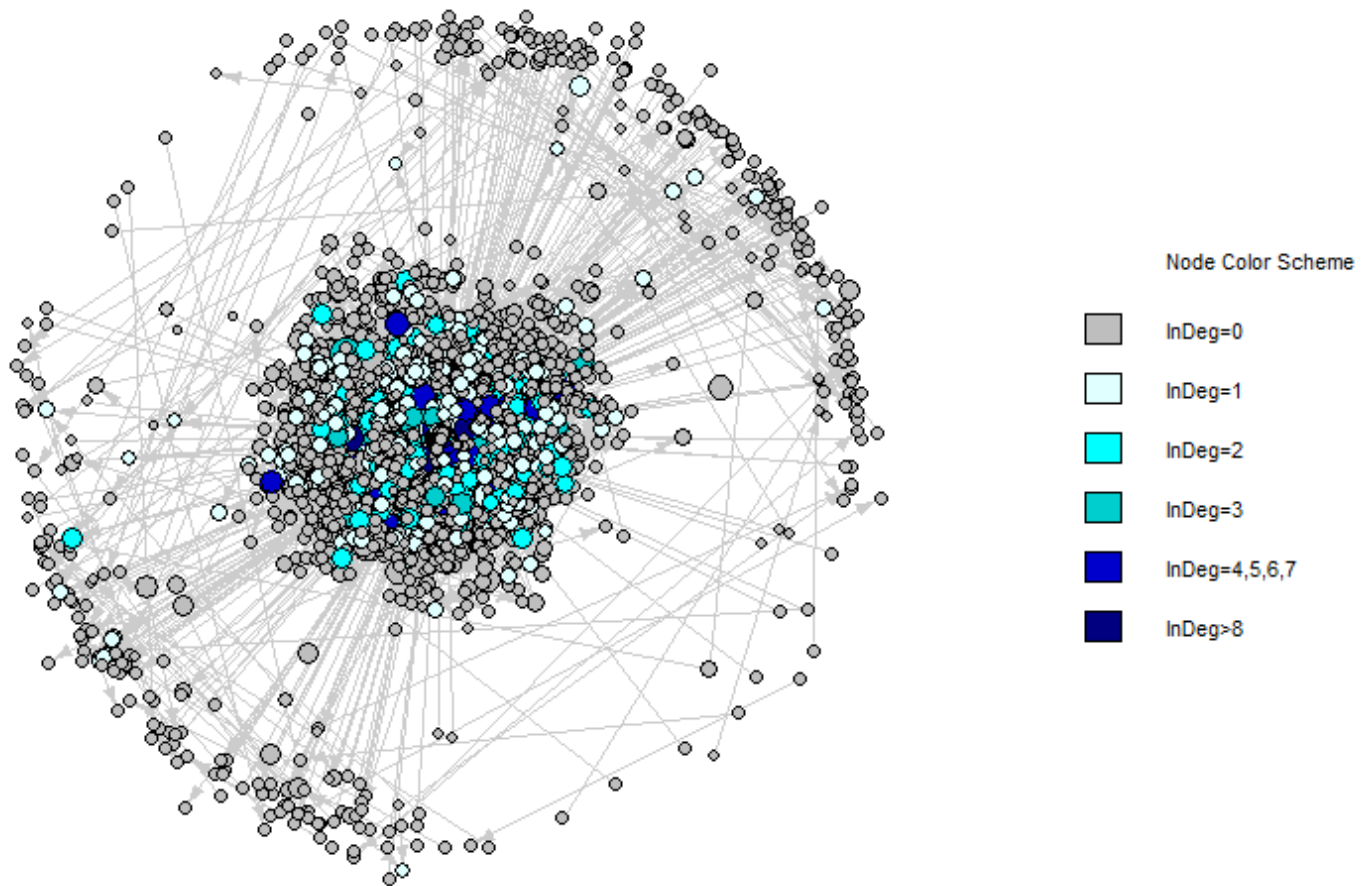 Node Color Scheme
InDeg=0
InDeg=1
InDeg=2
InDeg=3
InDeg=4,5,6,7
InDeg>8